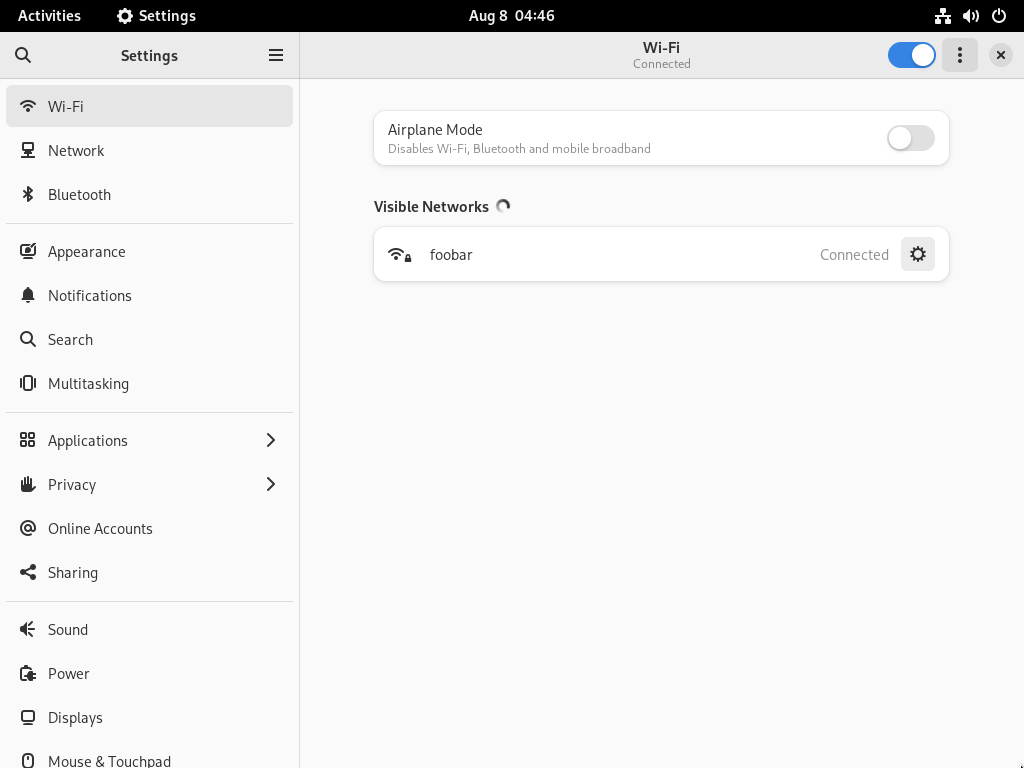 Activities Settings Aug 8 04:46
Settings
Wi-Fi
Connected
Wi-Fi
Network
Bluetooth
Appearance
Notifications
Search
Multitasking
Applications
Privacy
Online Accounts
Sharing
Sound
Power
Displays
Mouse & Touchpad
Airplane Mode
Disables Wi-Fi, Bluetooth and mobile broadband
Visible Networks
foobar Connected